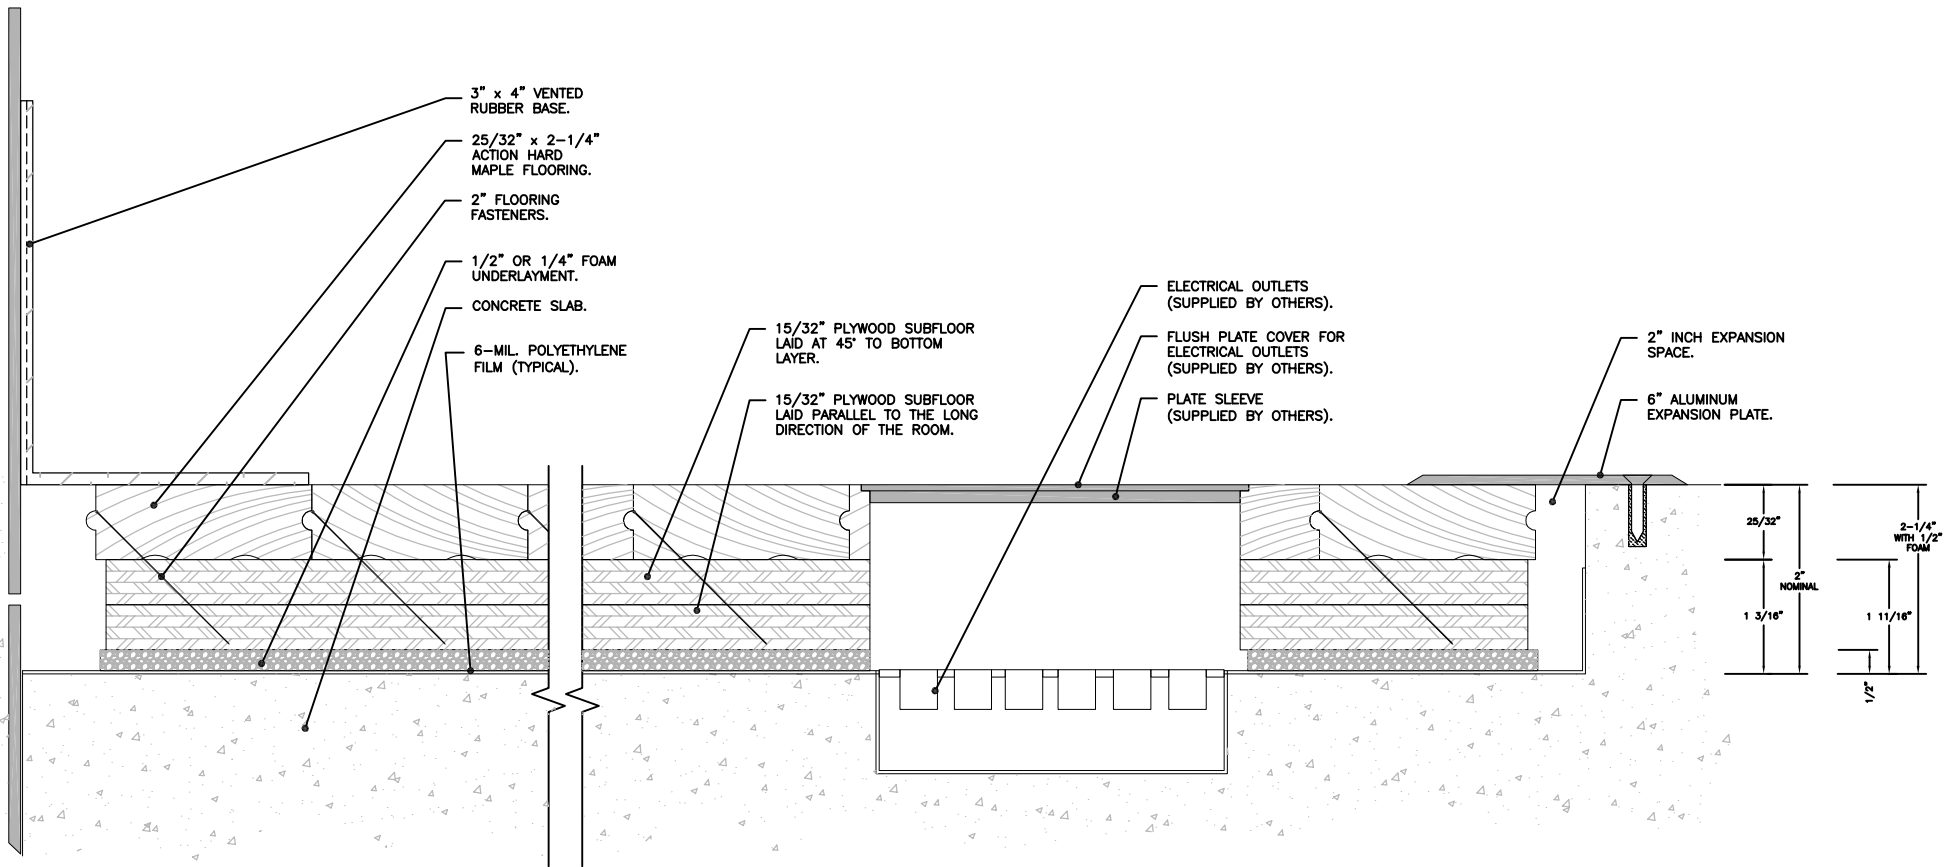 3" x 4" VENTED
RUBBER BASE.
25/32" x 2-1/4"
ACTION HARD
MAPLE FLOORING.
2" FLOORING
FASTENERS.
1/2" OR 1/4" FOAM
UNDERLAYMENT.
CONCRETE SLAB.
6-MIL. POLYETHYLENE
FILM (TYPICAL).
15/32" PLYWOOD SUBFLOOR
LAID AT 45° TO BOTTOM
LAYER.
15/32" PLYWOOD SUBFLOOR
LAID PARALLEL TO THE LONG
DIRECTION OF THE ROOM.
ELECTRICAL OUTLETS
(SUPPLIED BY OTHERS).
FLUSH PLATE COVER FOR
ELECTRICAL OUTLETS
(SUPPLIED BY OTHERS).
PLATE SLEEVE
(SUPPLIED BY OTHERS).
2" INCH EXPANSION
SPACE.
6" ALUMINUM
EXPANSION PLATE.
25/32"
1 3/16"
2"
NOMINAL
1 11/16"
1/2"
2-1/4"
WITH 1/2"
FOAM